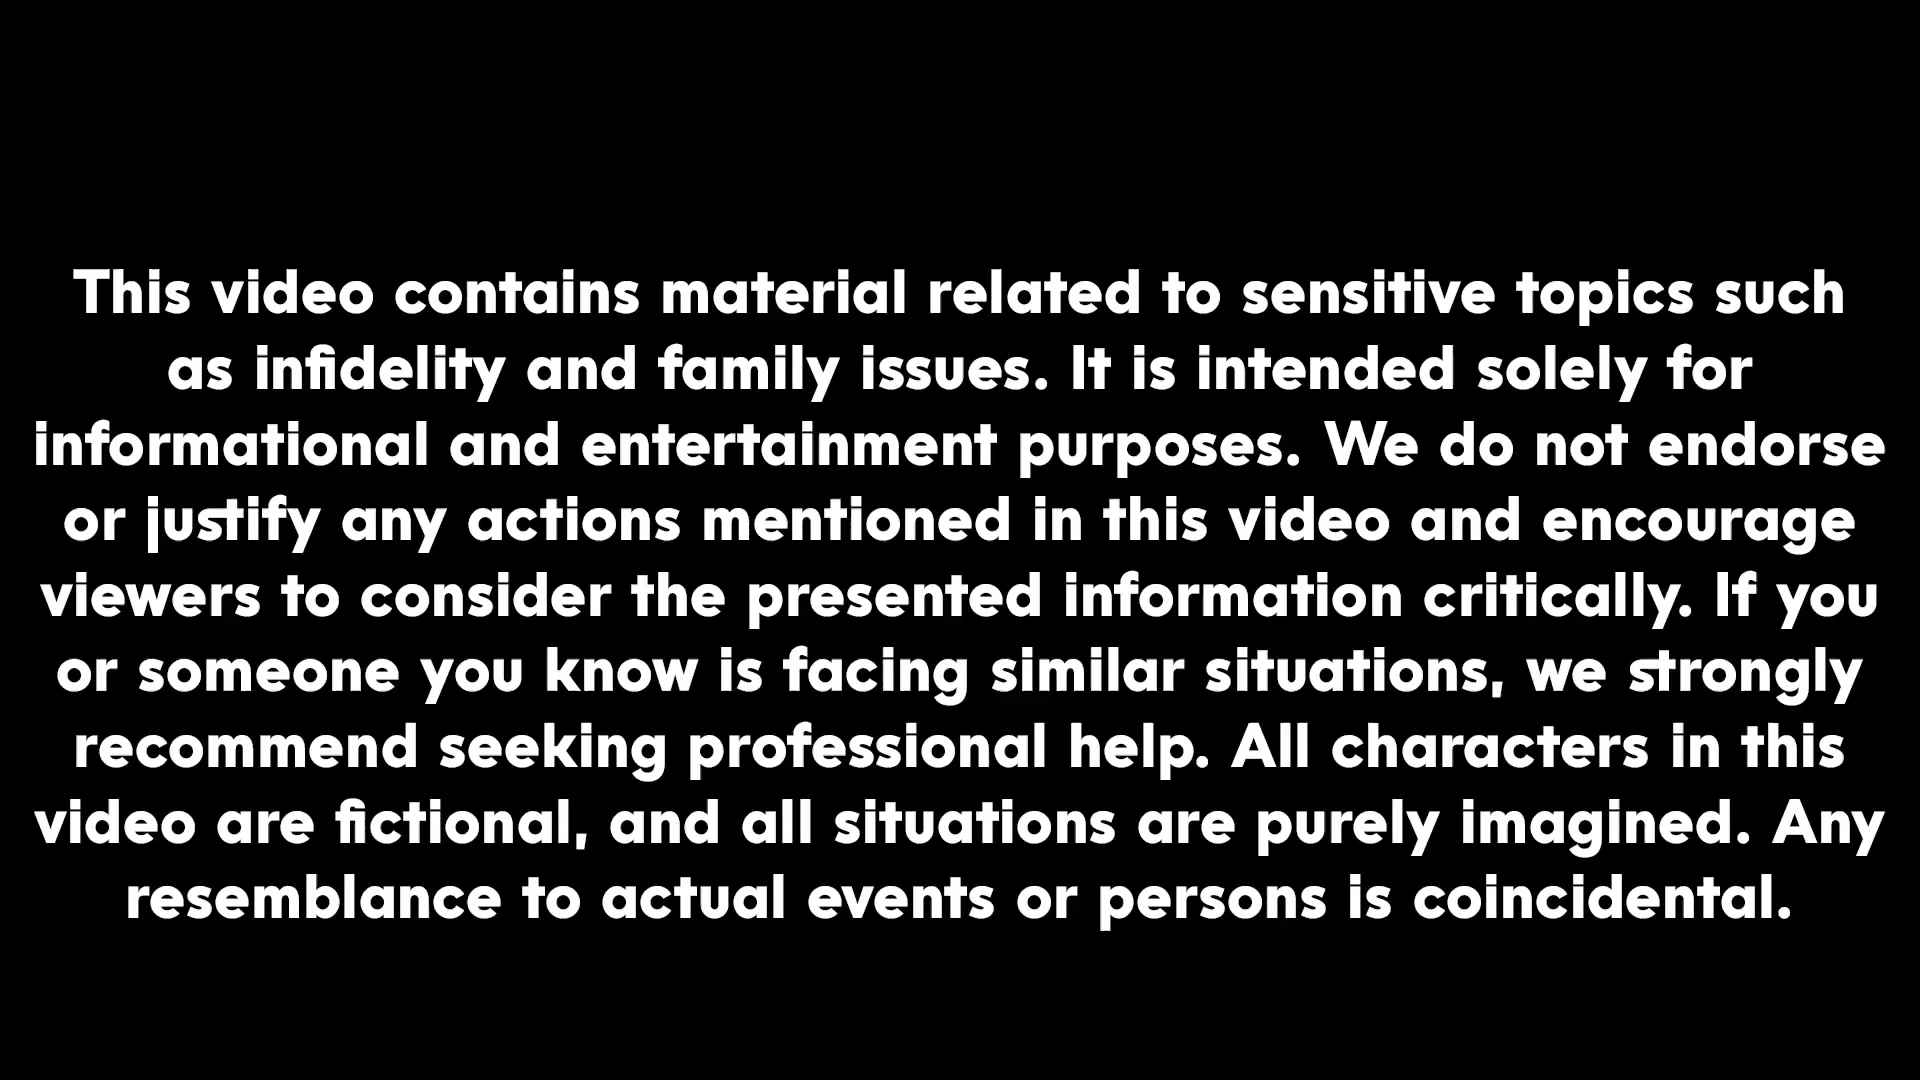 This video contains material related to sensitive topics such
as infidelity and family issues. It is intended solely for
informational and entertainment purposes. We do not endorse
or justify any actions mentioned in this video and encourage
viewers to consider the presented information critically. If you
or someone you know is facing similar situations, we strongly
recommend seeking professional help. All characters in this
video are fictional, and all situations are purely imagined. Any
resemblance to actual events or persons is coincidental.